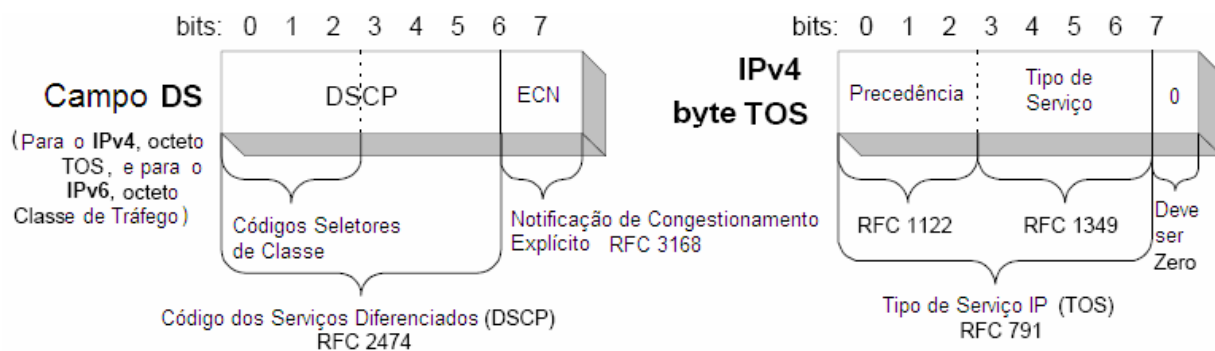 bits: 0 1 2 3 4 5 6 7
Campo DS
(Para o IPv4, octeto
TOS, e para o
IPv6, octeto
Classe de Tráfego)
DSCP
ECN
Códigos Seletores
de Classe
Notificação de Congestionamento
Explícito RFC 3168
Código dos Serviços Diferenciados (DSCP)
RFC 2474
bits: 0 1 2 3 4 5 6 7
IPv4
byte TOS
Precedência
Tipo de
Serviço
0
RFC 1122
RFC 1349
Deve
ser
Zero
Tipo de Serviço IP (TOS)
RFC 791